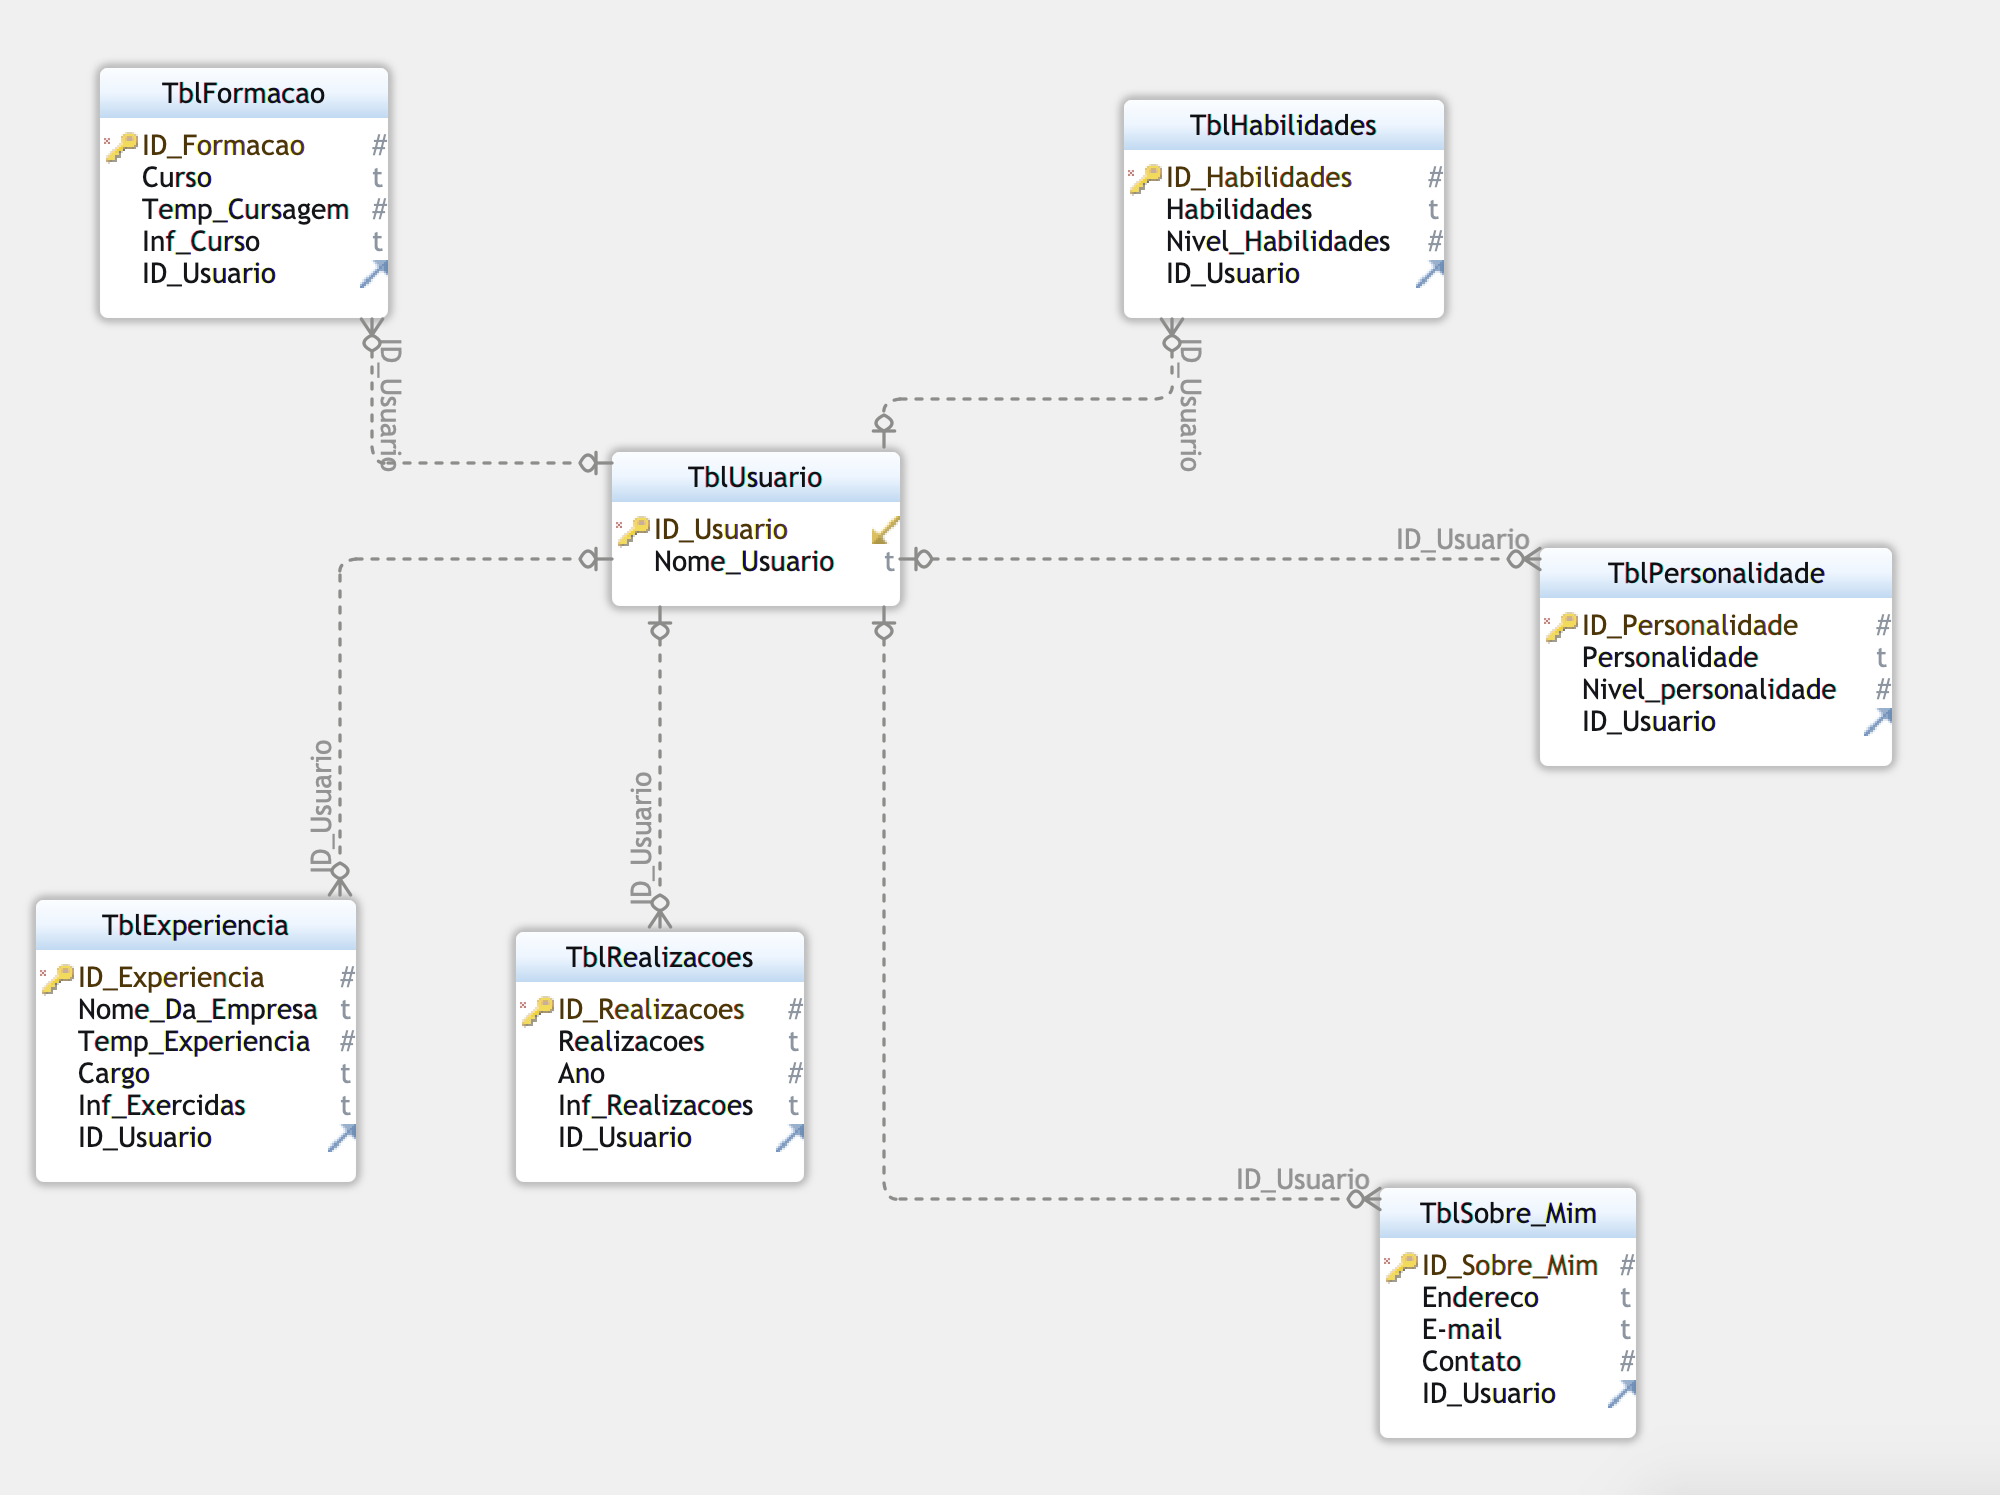 TblFormacao
ID_Formacao #
Curso t
Temp_Cursagem #
Inf_Curso t
ID_Usuario
TblHabilidades
ID_Habilidades #
Habilidades t
Nivel_Habilidades #
ID_Usuario
ID_Usuario
ID_Usuario
TblUsuario
ID_Usuario
Nome_Usuario t
ID_Usuario
TblPersonalidade
ID_Personalidade #
Personalidade t
Nivel_personalidade #
ID_Usuario
ID_Usuario
ID_Usuario
TblExperiencia
ID_Experiencia #
Nome_Da_Empresa t
Temp_Experiencia #
Cargo t
Inf_Exercidas t
ID_Usuario
TblRealizacoes
ID_Realizacoes #
Realizacoes t
Ano #
Inf_Realizacoes t
ID_Usuario
ID_Usuario
TblSobre_Mim
ID_Sobre_Mim #
Endereco t
E-mail t
Contato #
ID_Usuario